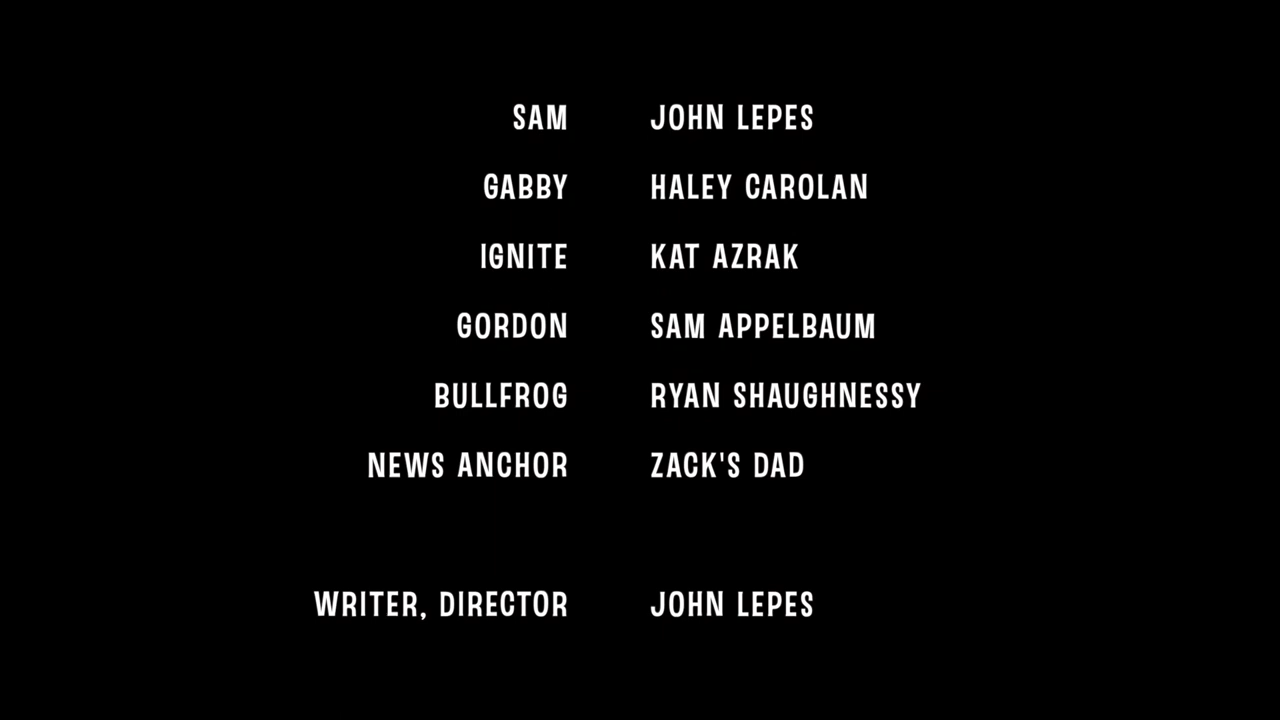 SAM JOHN LEPES
GABBY HALEY CAROLAN
IGNITE KAT AZRAK
GORDON SAM APPELBAUM
BULLFROG RYAN SHAUGHNESSY
NEWS ANCHOR ZACK'S DAD
WRITER, DIRECTOR JOHN LEPES